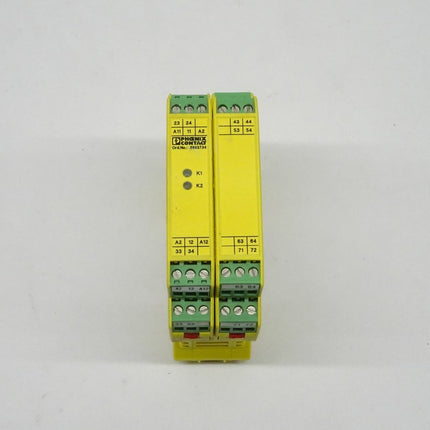 23 24
A11 11 A2
PHŒNIX
CONTACT
K1
K2
A2 12 A12
33 34
43 44
53 54
63 64
71 72